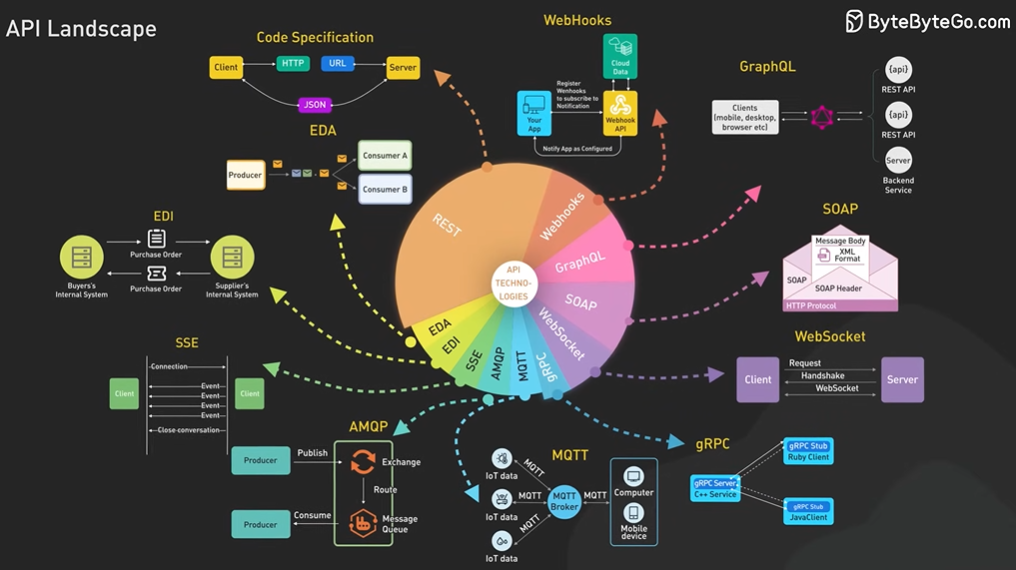 API Landscape
ByteByteGo.com
Code Specification
Client
HTTP
URL
Server
JSON
WebHooks
Cloud
Data
Register
Wenhooks
to subscribe to
Notification
Your
App
Webhook
API
Notify App as Configured
GraphQL
Clients
(mobile, desktop,
browser etc)
{api}
REST API
{api}
REST API
Server
Backend
Service
EDA
Producer
Consumer A
Consumer B
EDI
Purchase Order
Purchase Order
Buyers's
Internal System
Supplier's
Internal System
SOAP
Message Body
XML
Format
SOAP
SOAP Header
HTTP Protocol
REST
Webhooks
GraphQL
SOAP
WebSocket
gRPC
MQTT
AMQP
SSE
EDI
EDA
API
TECHNO-
LOGIES
SSE
Connection
Client
Client
Event
Event
Event
Event
Close conversation
WebSocket
Client
Request
Handshake
WebSocket
Server
AMQP
Producer
Publish
Exchange
Route
Producer
Consume
Message
Queue
MQTT
IoT data
IoT data
IoT data
MQTT
MQTT
MQTT
MQTT
Broker
MQTT
Computer
Mobile
device
gRPC
gRPC Server
C++ Service
gRPC Stub
Ruby Client
gRPC Stub
JavaClient